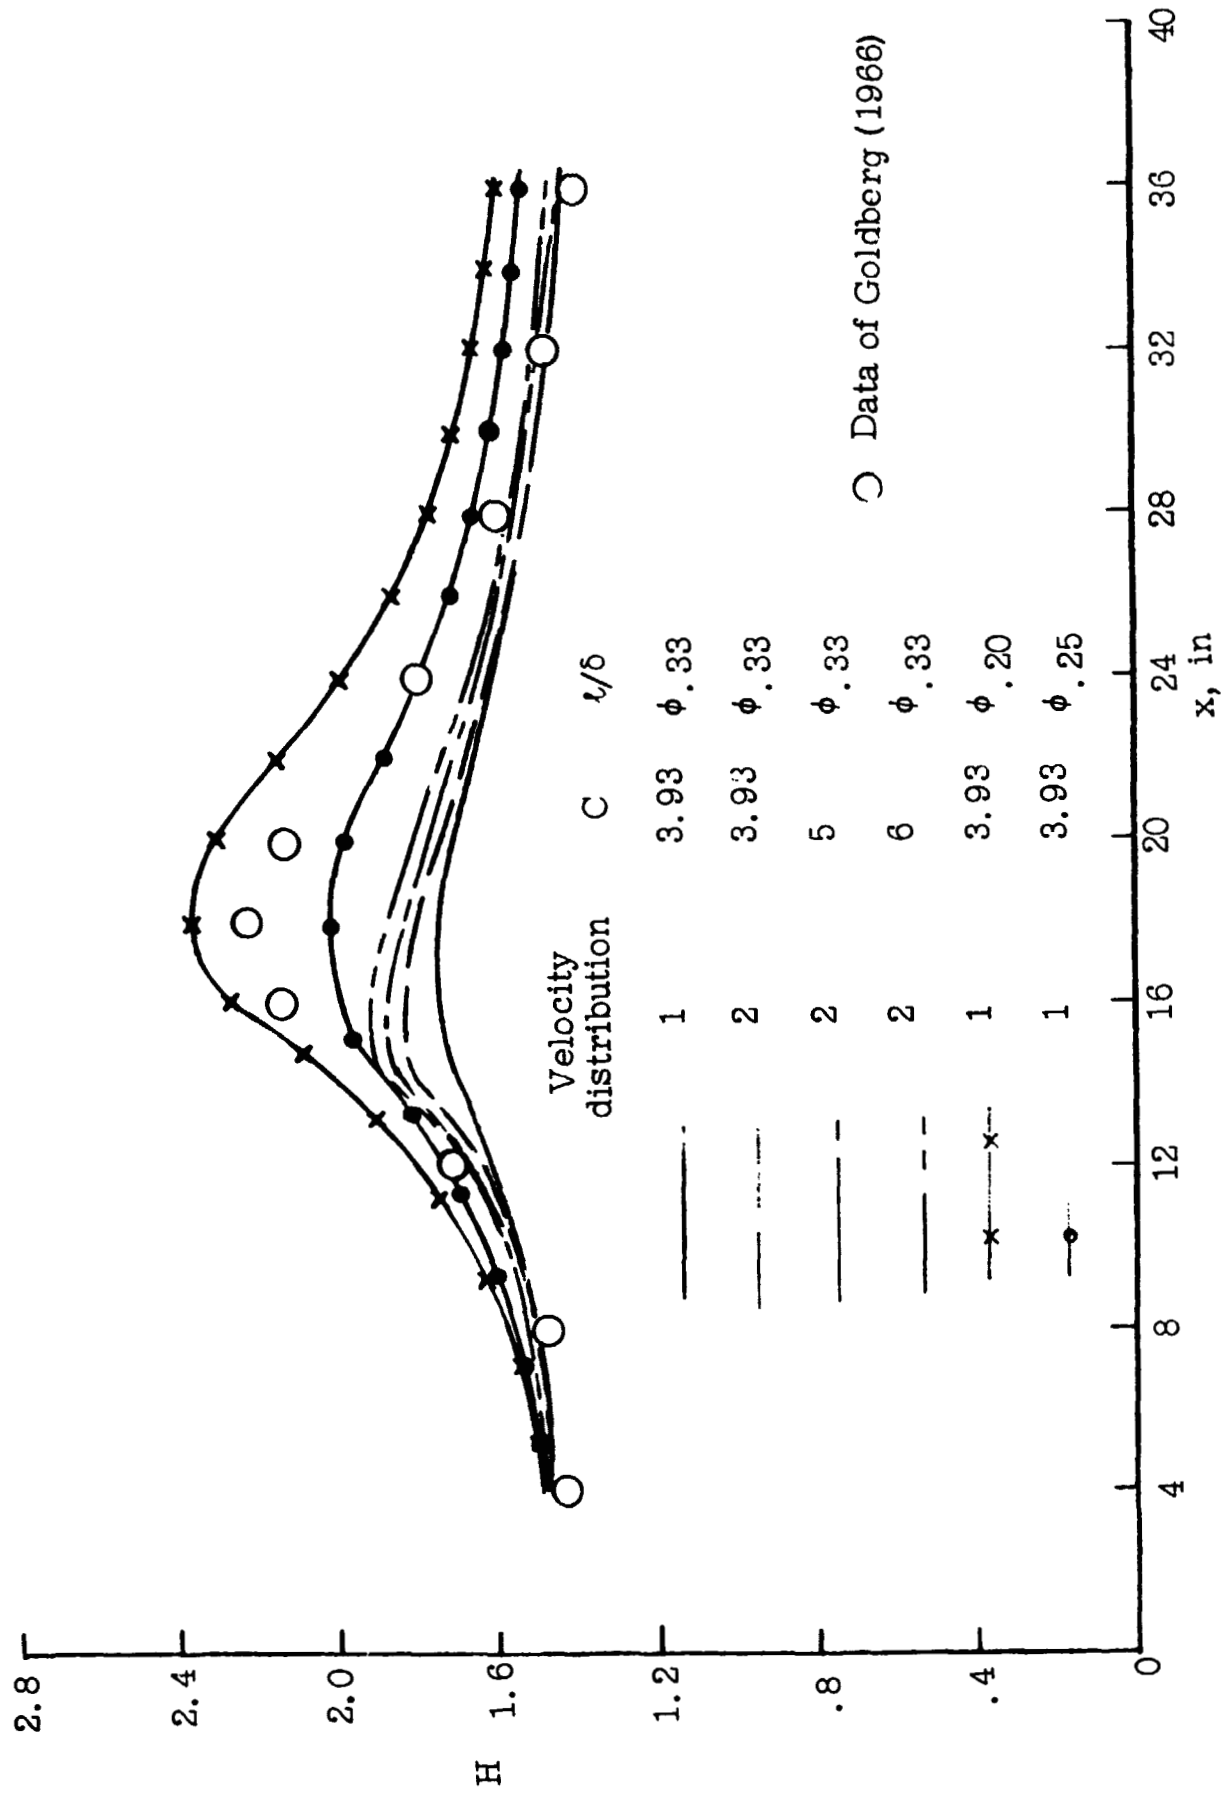 2.8
2.4
2.0
H 1.6
1.2
.8
.4
0
4 8 12 16 20 24 28 32 36 40
x, in
Velocity
distribution C ℓ/δ
1 3.93 ϕ.33
2 3.93 ϕ.33
2 5 ϕ.33
2 6 ϕ.33
1 3.93 ϕ.20
1 3.93 ϕ.25
Data of Goldberg (1966)